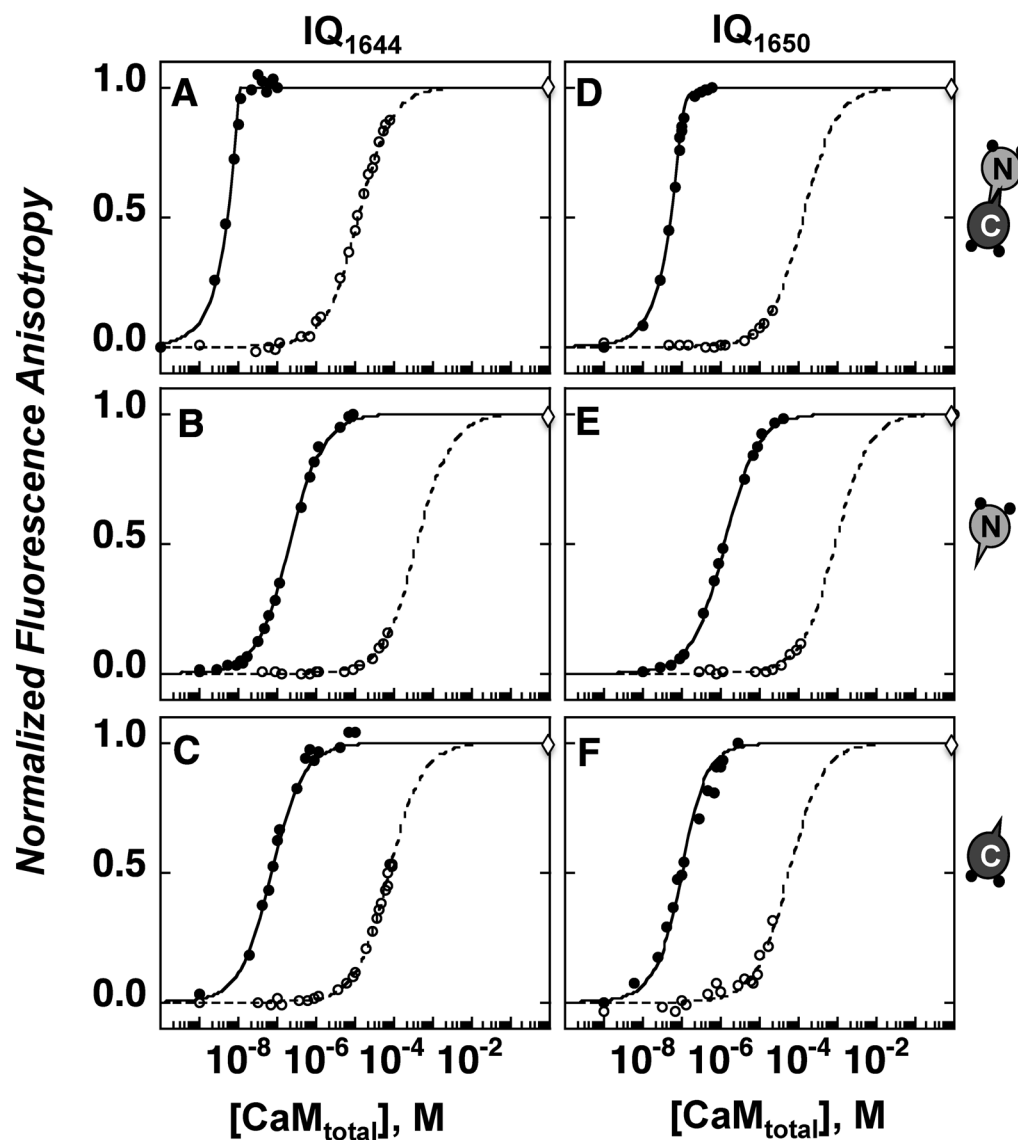 IQ1644 IQ1650
Normalized Fluorescence Anisotropy
A
1.0
0.5
0.0
D
N
C
B
1.0
0.5
0.0
E
N
C
1.0
0.5
0.0
F
C
10-8 10-6 10-4 10-2
10-8 10-6 10-4 10-2
[CaMtotal], M
[CaMtotal], M